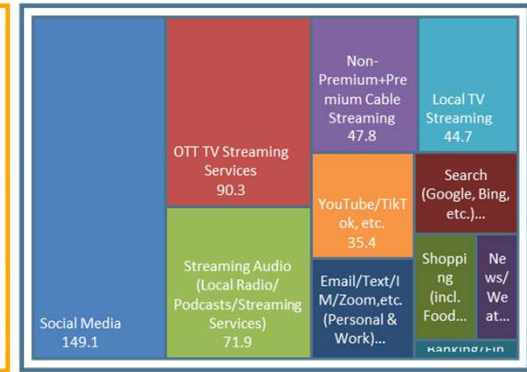 Social Media
149.1
OTT TV Streaming
Services
90.3
Streaming Audio
(Local Radio/
Podcasts/Streaming
Services)
71.9
Non-
Premium+Pre
mium Cable
Streaming
47.8
Local TV
Streaming
44.7
YouTube/TikT
ok, etc.
35.4
Email/Text/I
M/Zoom,etc.
(Personal &
Work)...
Search
(Google, Bing,
etc.)...
Shoppi
ng
(incl.
Food...
Ne
ws/
We
at...
Banking/Fin